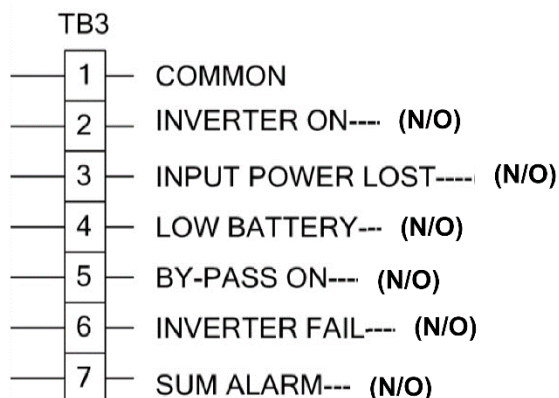 TB3
1 COMMON
2 INVERTER ON---- (N/O)
3 INPUT POWER LOST---- (N/O)
4 LOW BATTERY--- (N/O)
5 BY-PASS ON---- (N/O)
6 INVERTER FAIL---- (N/O)
7 SUM ALARM--- (N/O)